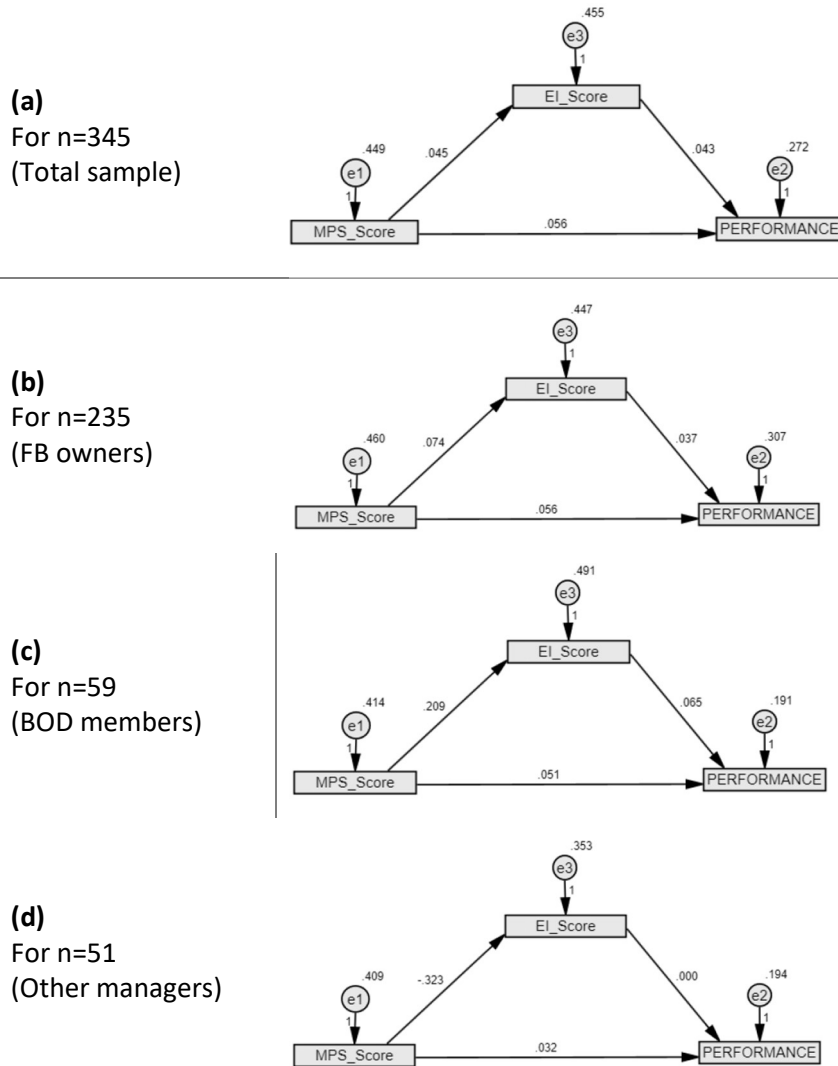 (a)
For n=345
(Total sample)
.455
e3
1
EI_Score
.449
.045
.043
.272
e1
e2
1
1
MPS_Score
.056
PERFORMANCE
(b)
For n=235
(FB owners)
.447
e3
1
EI_Score
.460
.074
.037
.307
e1
e2
1
1
MPS_Score
.056
PERFORMANCE
(c)
For n=59
(BOD members)
.491
e3
1
EI_Score
.414
.209
.065
.191
e1
e2
1
1
MPS_Score
.051
PERFORMANCE
(d)
For n=51
(Other managers)
.353
e3
1
EI_Score
.409
-.323
.000
.194
e1
e2
1
1
MPS_Score
.032
PERFORMANCE